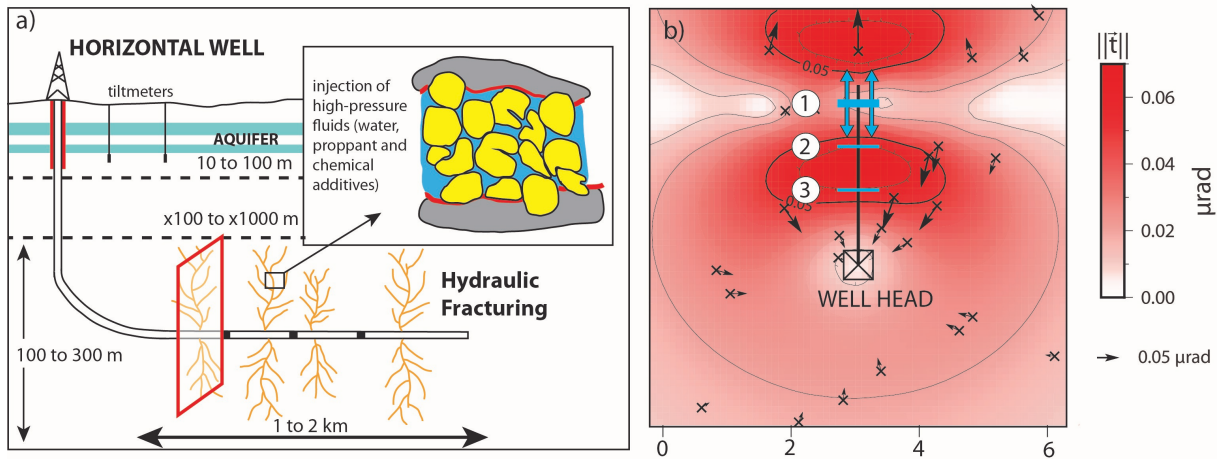 a)
HORIZONTAL WELL
tiltmeters
AQUIFER
10 to 100 m
x100 to x1000 m
injection of
high-pressure
fluids (water,
proppant and
chemical
additives)
Hydraulic
Fracturing
100 to 300 m
1 to 2 km
b)
0.05
1
2
3
0.05
WELL HEAD
0
2
4
6
||t⃗||
0.06
0.04
0.02
0.00
μrad
0.05 μrad